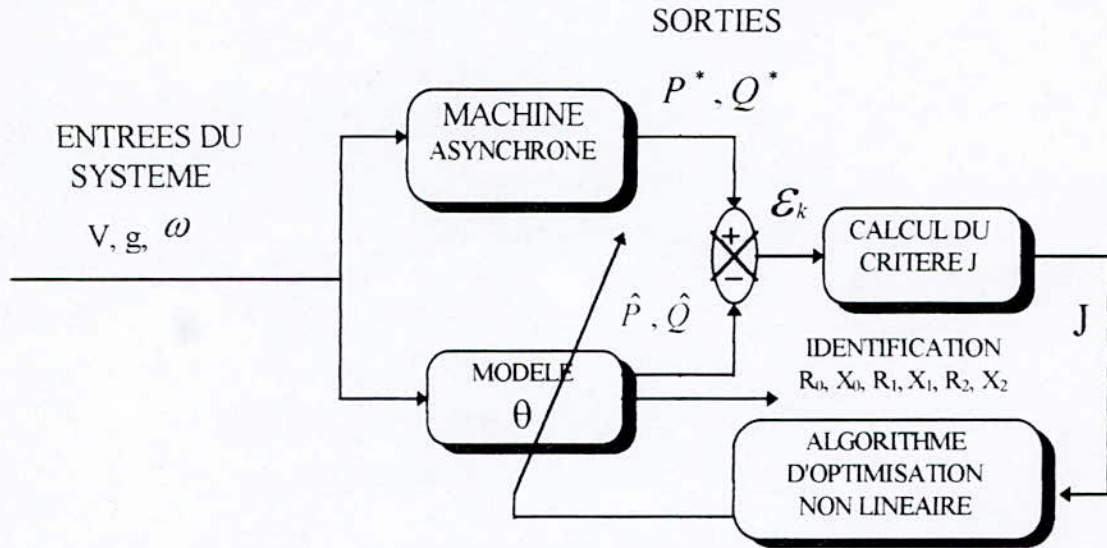 SORTIES
P*, Q*
ENTREES DU
SYSTEME
V, g, ω
MACHINE
ASYNCHRONE
+
−
εk
CALCUL DU
CRITERE J
J
P̂, Q̂
MODELE
θ
IDENTIFICATION
R₀, X₀, R₁, X₁, R₂, X₂
ALGORITHME
D'OPTIMISATION
NON LINEAIRE